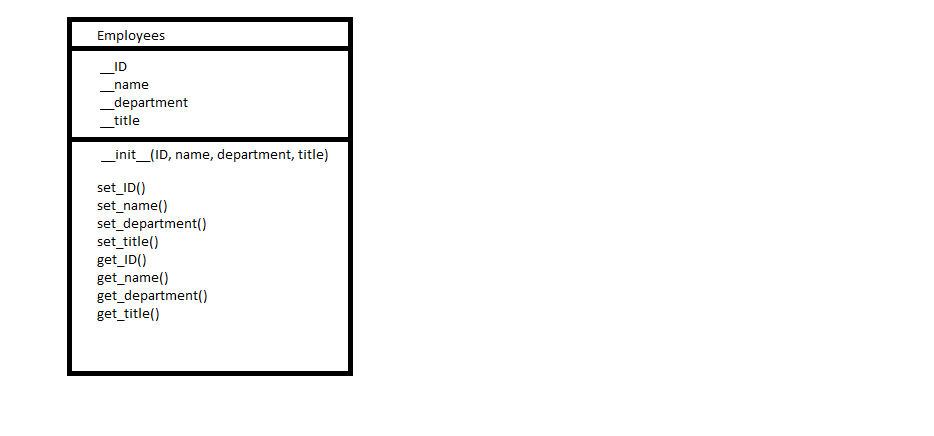 Employees
__ID
__name
__department
__title
__init__(ID, name, department, title)
set_ID()
set_name()
set_department()
set_title()
get_ID()
get_name()
get_department()
get_title()